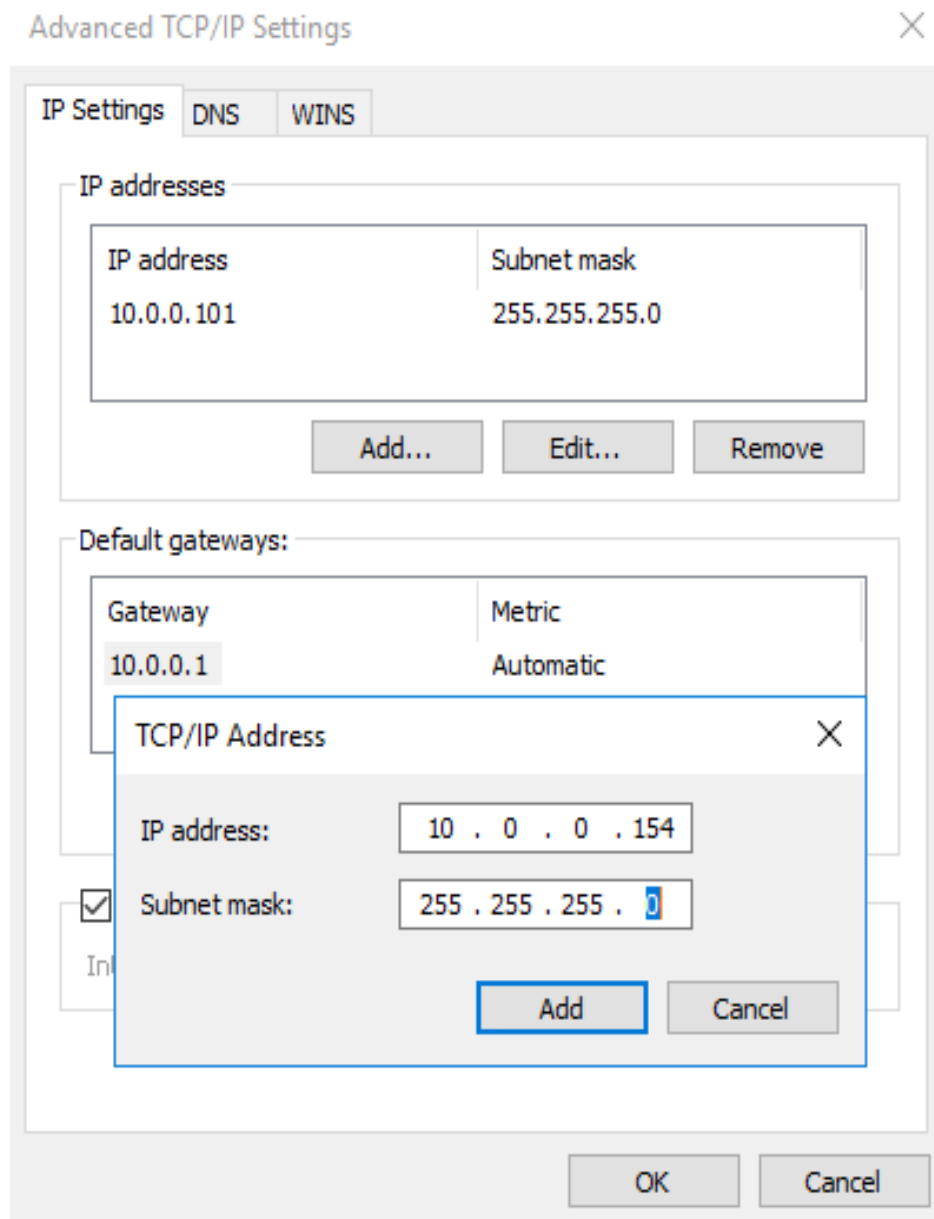 Advanced TCP/IP Settings
IP Settings DNS WINS
IP addresses
IP address Subnet mask
10.0.0.101 255.255.255.0
Add... Edit... Remove
Default gateways:
Gateway Metric
10.0.0.1 Automatic
TCP/IP Address
IP address: 10 . 0 . 0 . 154
Subnet mask: 255 . 255 . 255 . 0
Add Cancel
OK Cancel